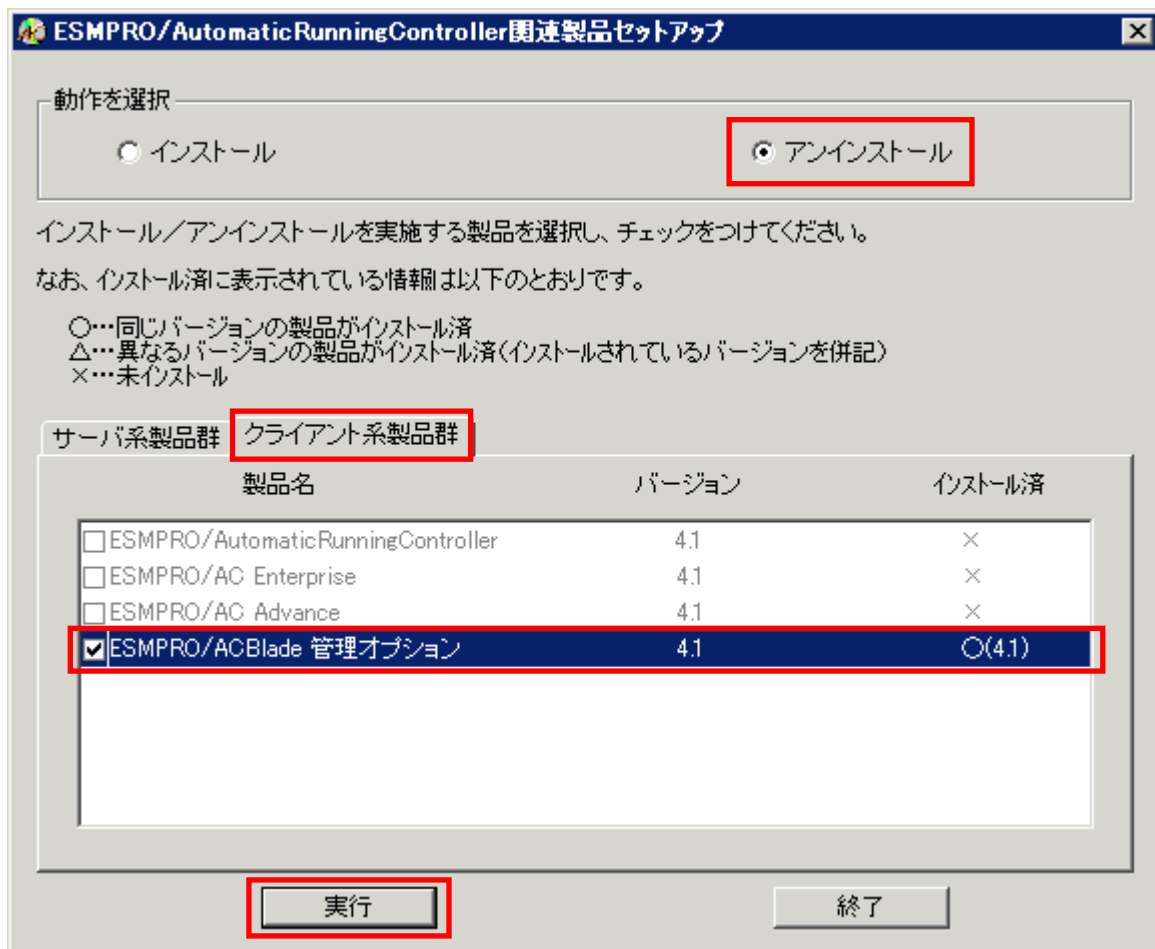 ESMPRO/AutomaticRunningController関連製品セットアップ
動作を選択
インストール アンインストール
インストール／アンインストールを実施する製品を選択し、チェックをつけてください。
なお、インストール済に表示されている情報は以下のとおりです。
○…同じバージョンの製品がインストール済
△…異なるバージョンの製品がインストール済(インストールされているバージョンを併記)
×…未インストール
サーバ系製品群 クライアント系製品群
製品名 バージョン インストール済
ESMPRO/AutomaticRunningController 4.1 ×
ESMPRO/AC Enterprise 4.1 ×
ESMPRO/AC Advance 4.1 ×
ESMPRO/ACBlade 管理オプション 4.1 ○(4.1)
実行 終了